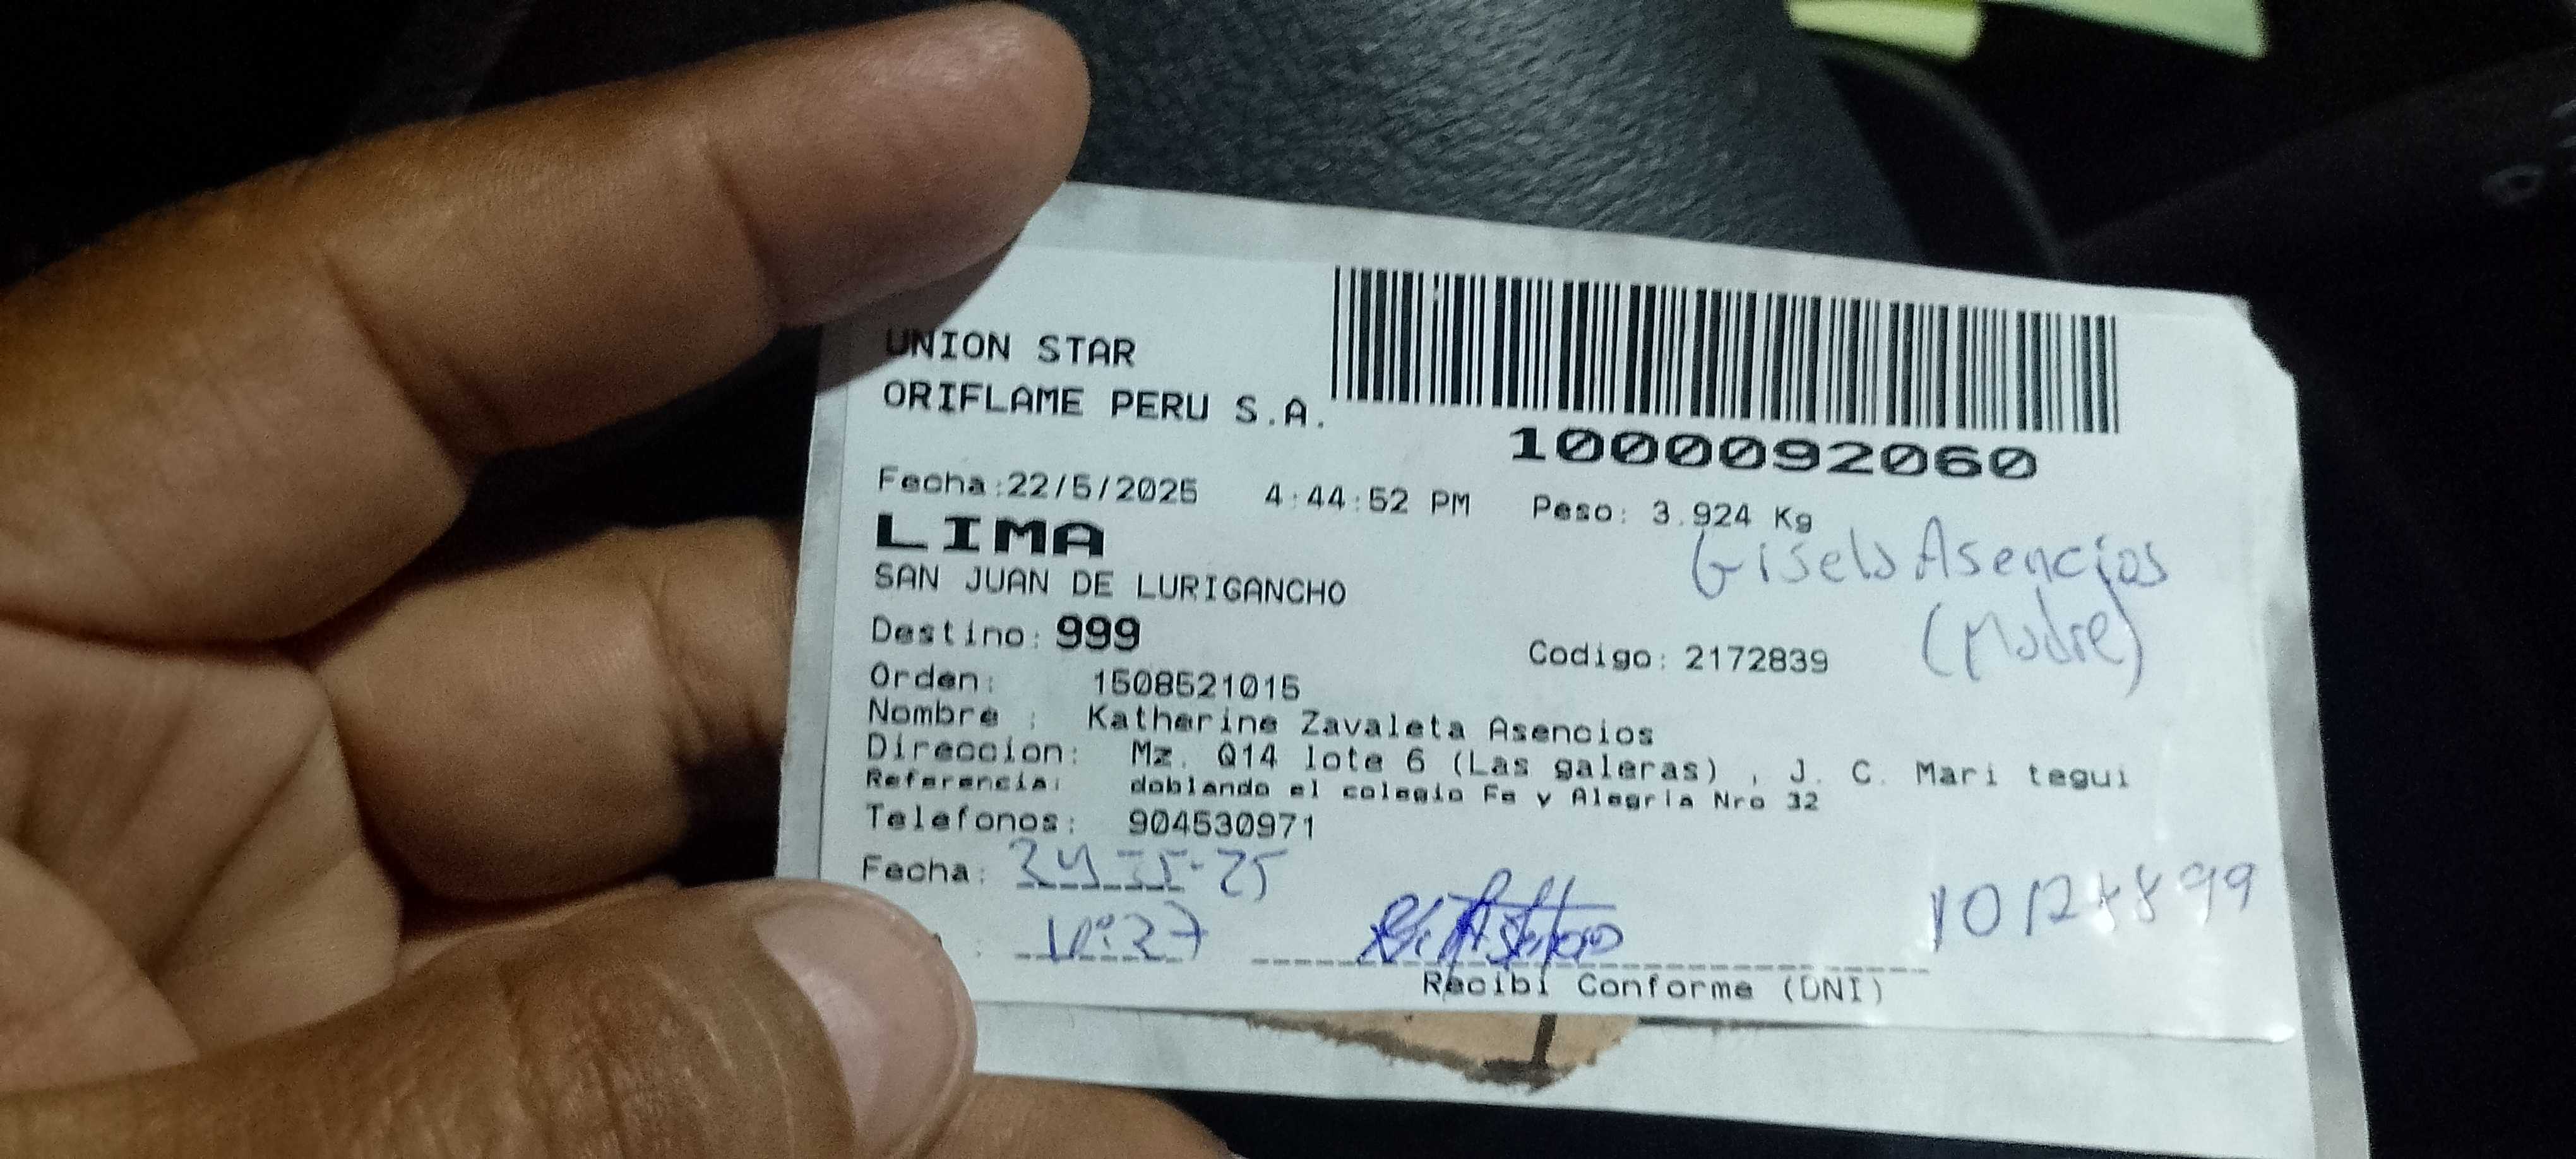 UNION STAR
ORIFLAME PERU S.A.
1000092060
Fecha:22/5/2025 4:44:52 PM Peso: 3.924 Kg
LIMA
Asencios
SAN JUAN DE LURIGANCHO
(Madre)
Destino: 999 Codigo: 2172839
Orden: 1508521015
Nombre : Katherine Zavaleta Asencios
Direccion: Mz. Q14 lote 6 (Las galeras) , J. C. Mari tegui
Referencia: doblando el colegio Fe y Alegria Nro 32
Telefonos: 904530971
Fecha:
Recibi Conforme (DNI)